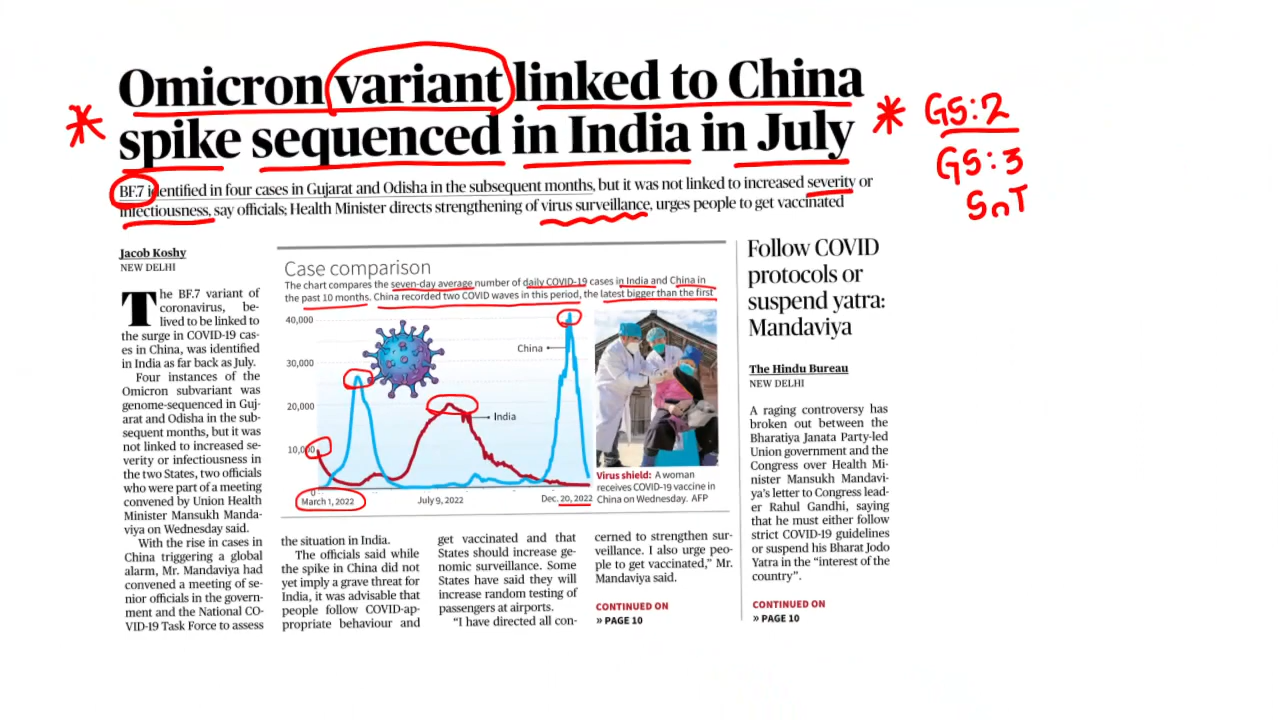 Omicron variant linked to China
spike sequenced in India in July
GS:2
GS:3
SnT
BF.7 identified in four cases in Gujarat and Odisha in the subsequent months, but it was not linked to increased severity or
infectiousness, say officials; Health Minister directs strengthening of virus surveillance, urges people to get vaccinated
Jacob Koshy
NEW DELHI
The BF.7 variant of
coronavirus, be-
lived to be linked to
the surge in COVID-19 cas-
es in China, was identified
in India as far back as July.
Four instances of the
Omicron subvariant was
genome-sequenced in Guj-
arat and Odisha in the sub-
sequent months, but it was
not linked to increased se-
verity or infectiousness in
the two States, two officials
who were part of a meeting
convened by Union Health
Minister Mansukh Manda-
viya on Wednesday said.
With the rise in cases in
China triggering a global
alarm, Mr. Mandaviya had
convened a meeting of se-
nior officials in the govern-
ment and the National CO-
VID-19 Task Force to assess
Case comparison
The chart compares the seven-day average number of daily COVID-19 cases in India and China in
the past 10 months. China recorded two COVID waves in this period, the latest bigger than the first
40,000
30,000
20,000
10,000
0
China
India
March 1, 2022
July 9, 2022
Dec. 20, 2022
Virus shield: A woman
receives COVID-19 vaccine in
China on Wednesday. AFP
the situation in India.
The officials said while
the spike in China did not
yet imply a grave threat for
India, it was advisable that
people follow COVID-ap-
propriate behaviour and
get vaccinated and that
States should increase ge-
nomic surveillance. Some
States have said they will
increase random testing of
passengers at airports.
“I have directed all con-
cerned to strengthen sur-
veillance. I also urge peo-
ple to get vaccinated,” Mr.
Mandaviya said.
CONTINUED ON
» PAGE 10
Follow COVID
protocols or
suspend yatra:
Mandaviya
The Hindu Bureau
NEW DELHI
A raging controversy has
broken out between the
Bharatiya Janata Party-led
Union government and the
Congress over Health Mi-
nister Mansukh Mandavi-
ya’s letter to Congress lead-
er Rahul Gandhi, saying
that he must either follow
strict COVID-19 guidelines
or suspend his Bharat Jodo
Yatra in the “interest of the
country”.
CONTINUED ON
» PAGE 10